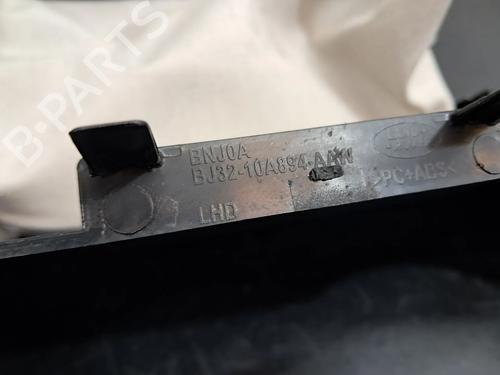 B-PARTS
BNJ0A
BJ32-10A894-AAW
>PC+ABS<
LHD